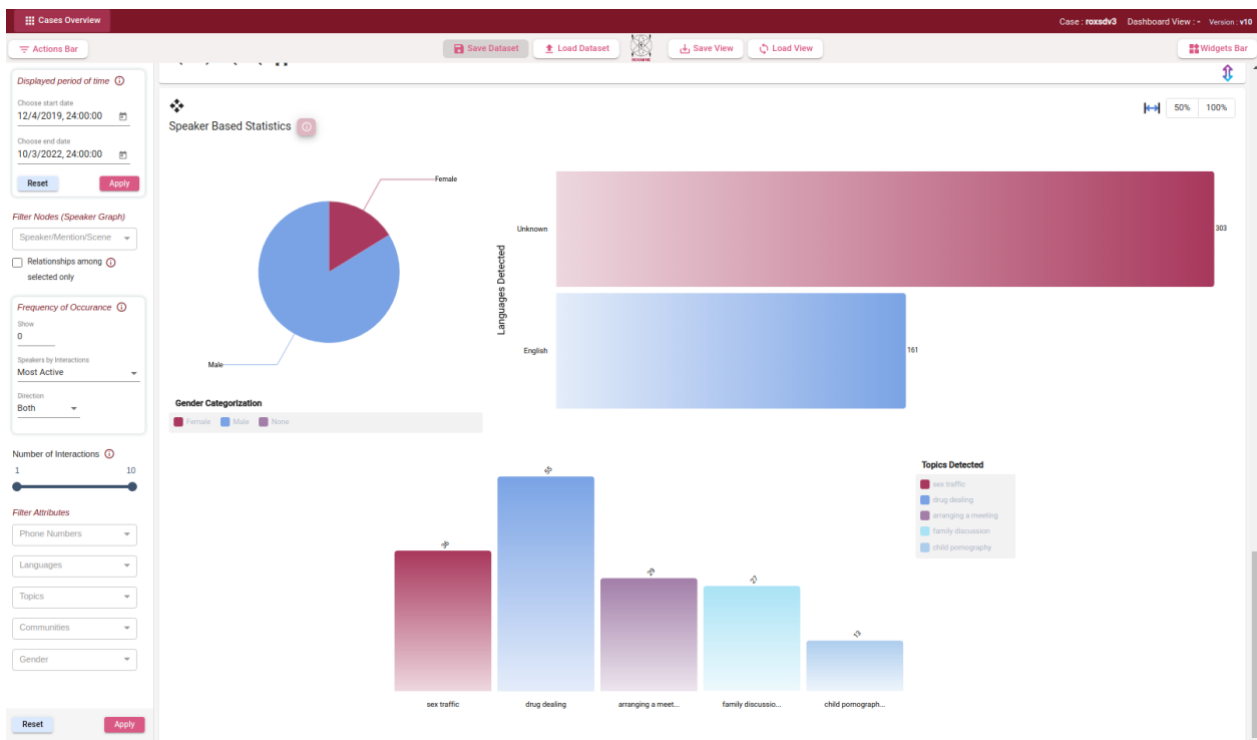 Cases Overview
Case : roxsdv3 Dashboard View : - Version : v10
Actions Bar
Save Dataset
Load Dataset
Save View
Load View
Widgets Bar
Displayed period of time
Choose start date
12/4/2019, 24:00:00
Choose end date
10/3/2022, 24:00:00
Reset
Apply
Filter Nodes (Speaker Graph)
Speaker/Mention/Scene
Relationships among
selected only
Frequency of Occurance
Show
0
Speakers by Interactions
Most Active
Direction
Both
Number of Interactions
1 10
Filter Attributes
Phone Numbers
Languages
Topics
Communities
Gender
Reset
Apply
Speaker Based Statistics
50% 100%
Female
Male
Gender Categorization
Female Male None
Languages Detected
Unknown
303
English
161
Topics Detected
sex traffic
drug dealing
arranging a meeting
family discussion
child pornography
55
29
27
13
sex traffic
drug dealing
arranging a meet...
family discussio...
child pornograph...